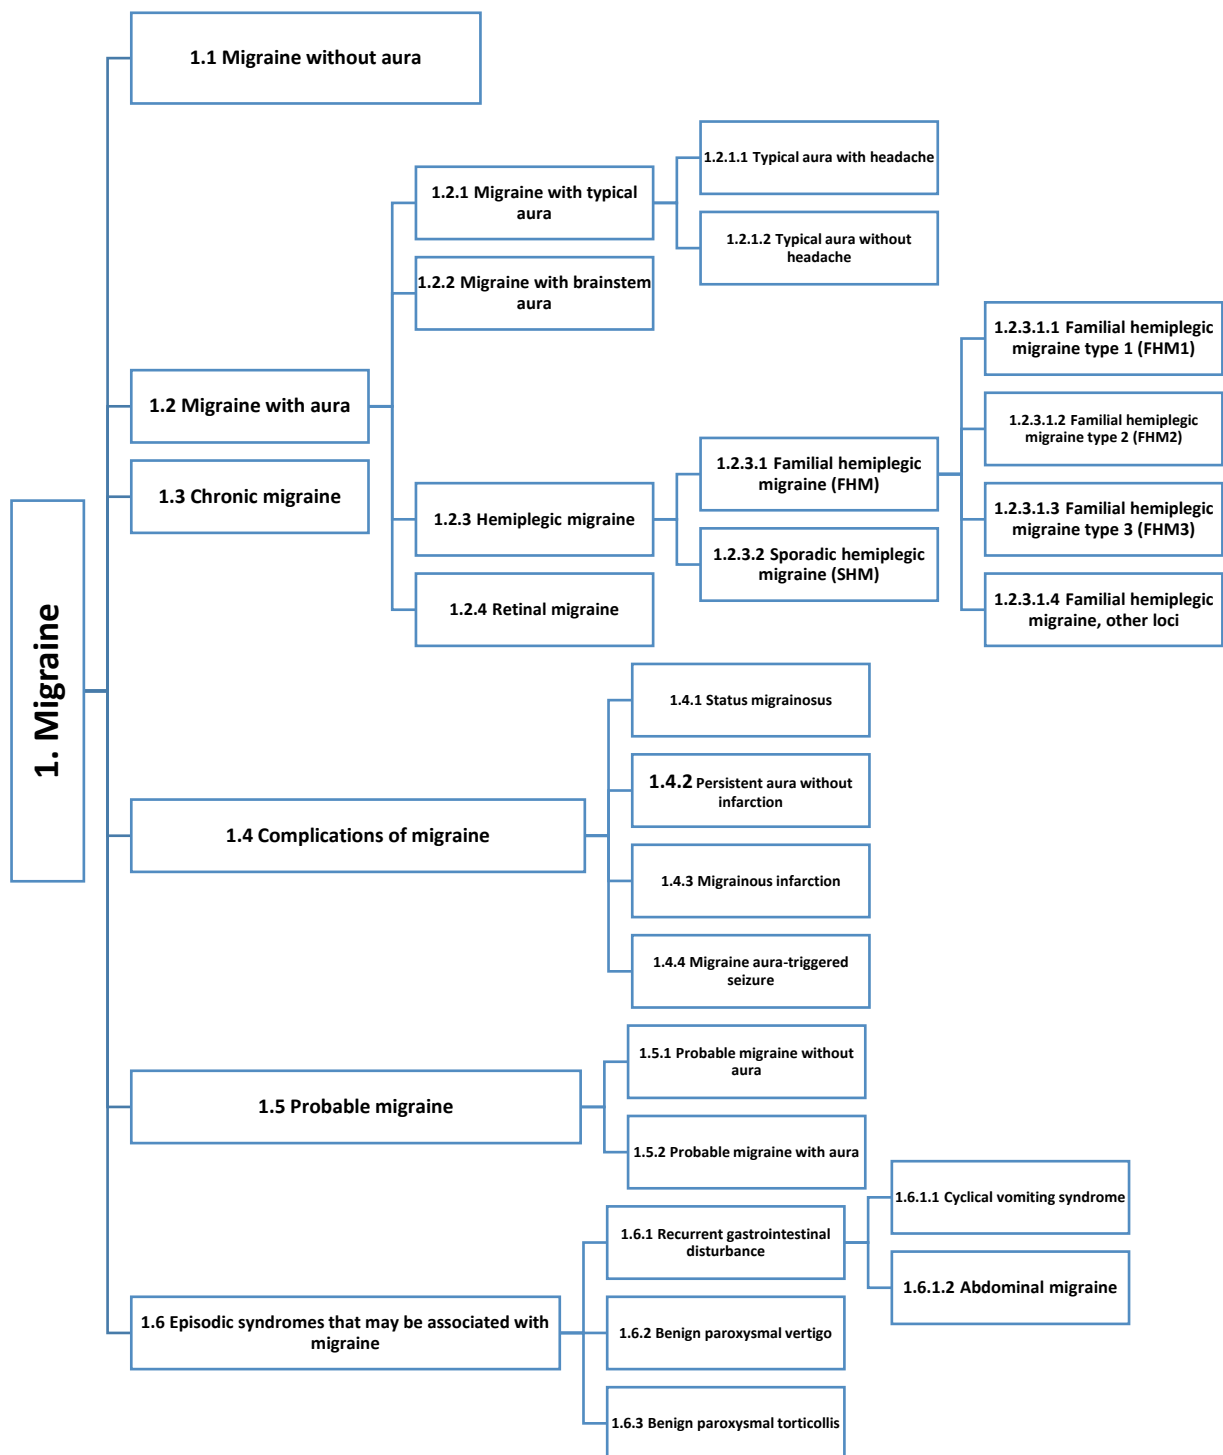 1. Migraine
1.1 Migraine without aura
1.2 Migraine with aura
1.2.1 Migraine with typical
aura
1.2.1.1 Typical aura with headache
1.2.1.2 Typical aura without
headache
1.2.2 Migraine with brainstem
aura
1.2.3 Hemiplegic migraine
1.2.3.1 Familial hemiplegic
migraine (FHM)
1.2.3.1.1 Familial hemiplegic
migraine type 1 (FHM1)
1.2.3.1.2 Familial hemiplegic
migraine type 2 (FHM2)
1.2.3.1.3 Familial hemiplegic
migraine type 3 (FHM3)
1.2.3.1.4 Familial hemiplegic
migraine, other loci
1.2.3.2 Sporadic hemiplegic
migraine (SHM)
1.2.4 Retinal migraine
1.3 Chronic migraine
1.4 Complications of migraine
1.4.1 Status migrainosus
1.4.2 Persistent aura without
infarction
1.4.3 Migrainous infarction
1.4.4 Migraine aura-triggered
seizure
1.5 Probable migraine
1.5.1 Probable migraine without
aura
1.5.2 Probable migraine with aura
1.6 Episodic syndromes that may be associated with
migraine
1.6.1 Recurrent gastrointestinal
disturbance
1.6.1.1 Cyclical vomiting syndrome
1.6.1.2 Abdominal migraine
1.6.2 Benign paroxysmal vertigo
1.6.3 Benign paroxysmal torticollis